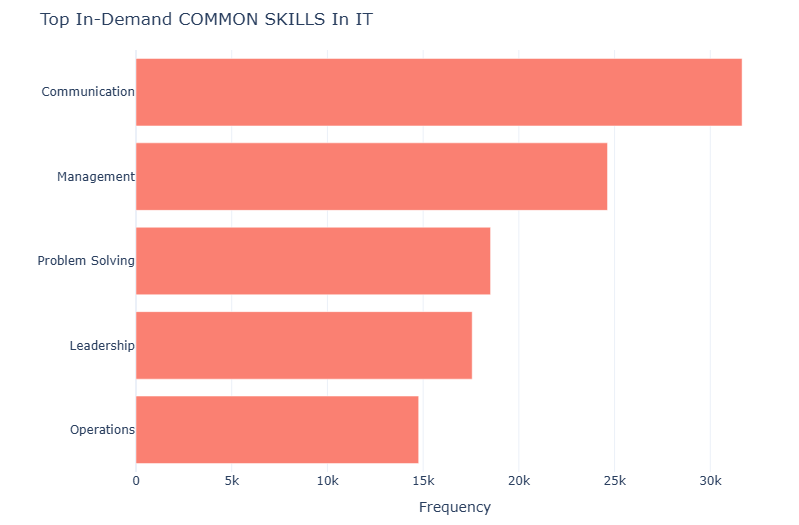 Top In-Demand COMMON SKILLS In IT
Communication
Management
Problem Solving
Leadership
Operations
0 5k 10k 15k 20k 25k 30k
Frequency